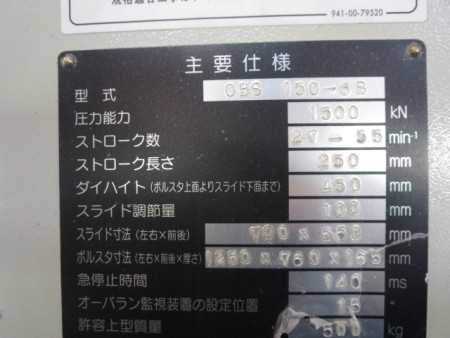 941-00-79520
主要仕様
型式 OBS 150-3B
圧力能力 1500 kN
ストローク数 27-55 min⁻¹
ストローク長さ 250 mm
ダイハイト(ボルスタ上面よりスライド下面まで) 450 mm
スライド調節量 100 mm
スライド寸法(左右×前後) 700×550 mm
ボルスタ寸法(左右×前後×厚さ) 1250×760×165 mm
急停止時間 140 ms
オーバラン監視装置の設定位置 15 °
許容上型質量 500 kg